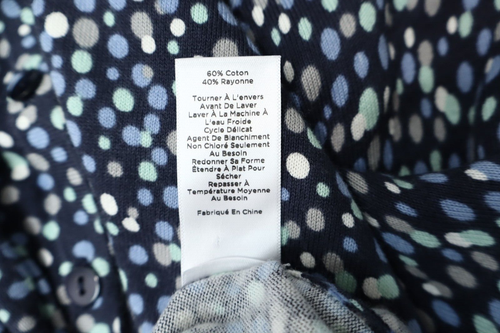 60% Coton
40% Rayonne
Tourner À L'envers
Avant De Laver
Laver À La Machine À
L'eau Froide
Cycle Délicat
Agent De Blanchiment
Non Chloré Seulement
Au Besoin
Redonner Sa Forme
Étendre À Plat Pour
Sécher
Repasser À
Température Moyenne
Au Besoin
Fabriqué En Chine